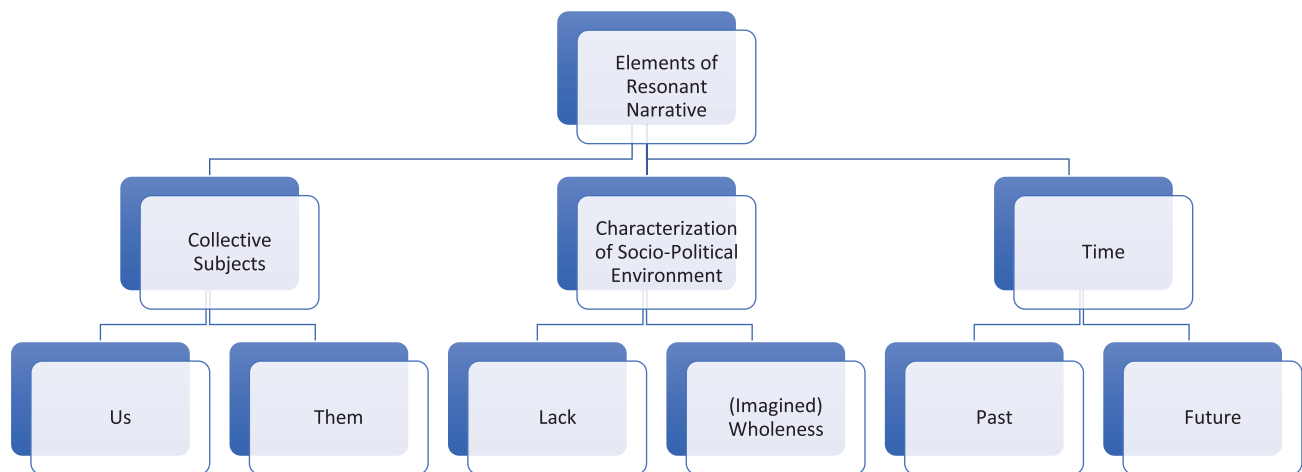 Elements of
Resonant
Narrative
Collective
Subjects
Characterization
of Socio-Political
Environment
Time
Us
Them
Lack
(Imagined)
Wholeness
Past
Future